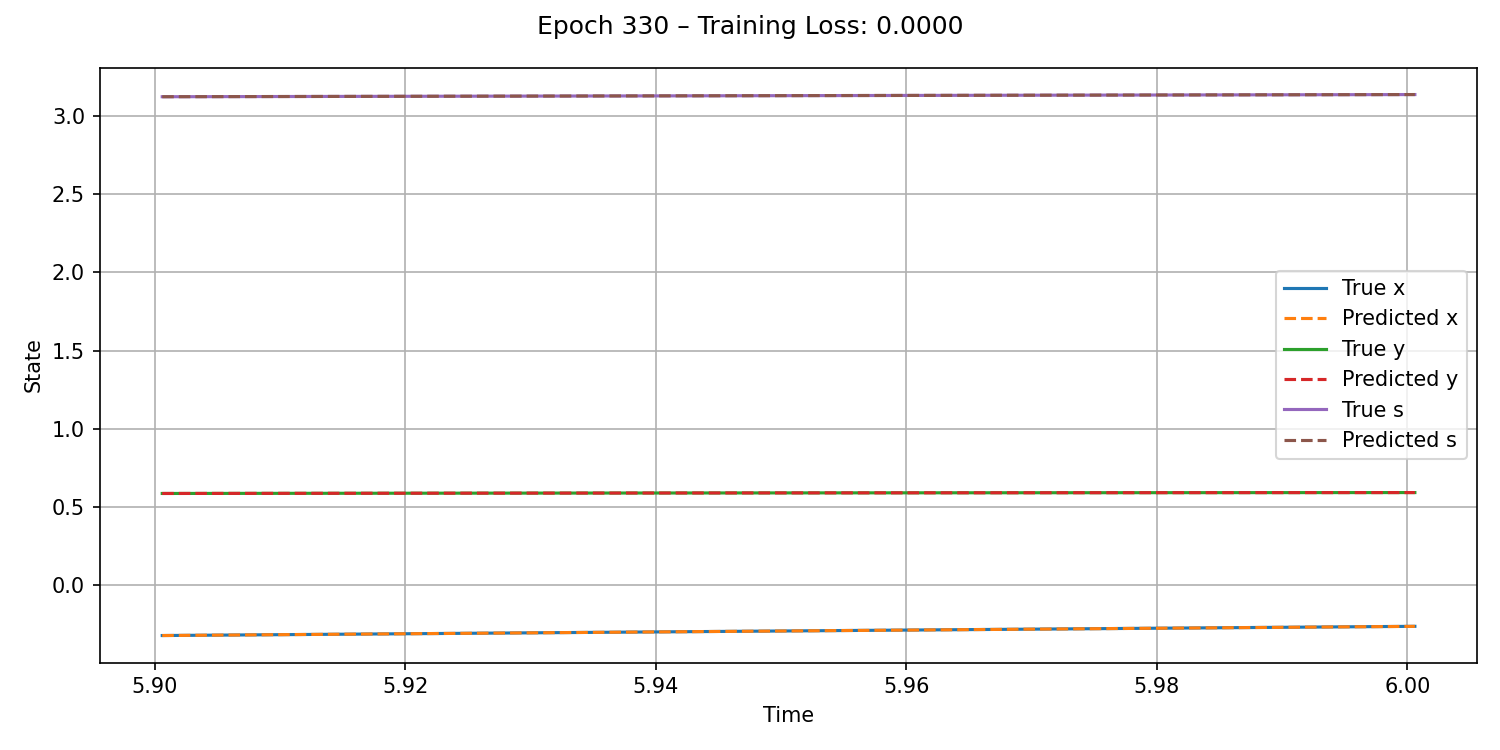 Epoch 330 – Training Loss: 0.0000
State
3.0
2.5
2.0
1.5
1.0
0.5
0.0
True x
Predicted x
True y
Predicted y
True s
Predicted s
5.90 5.92 5.94 5.96 5.98 6.00
Time